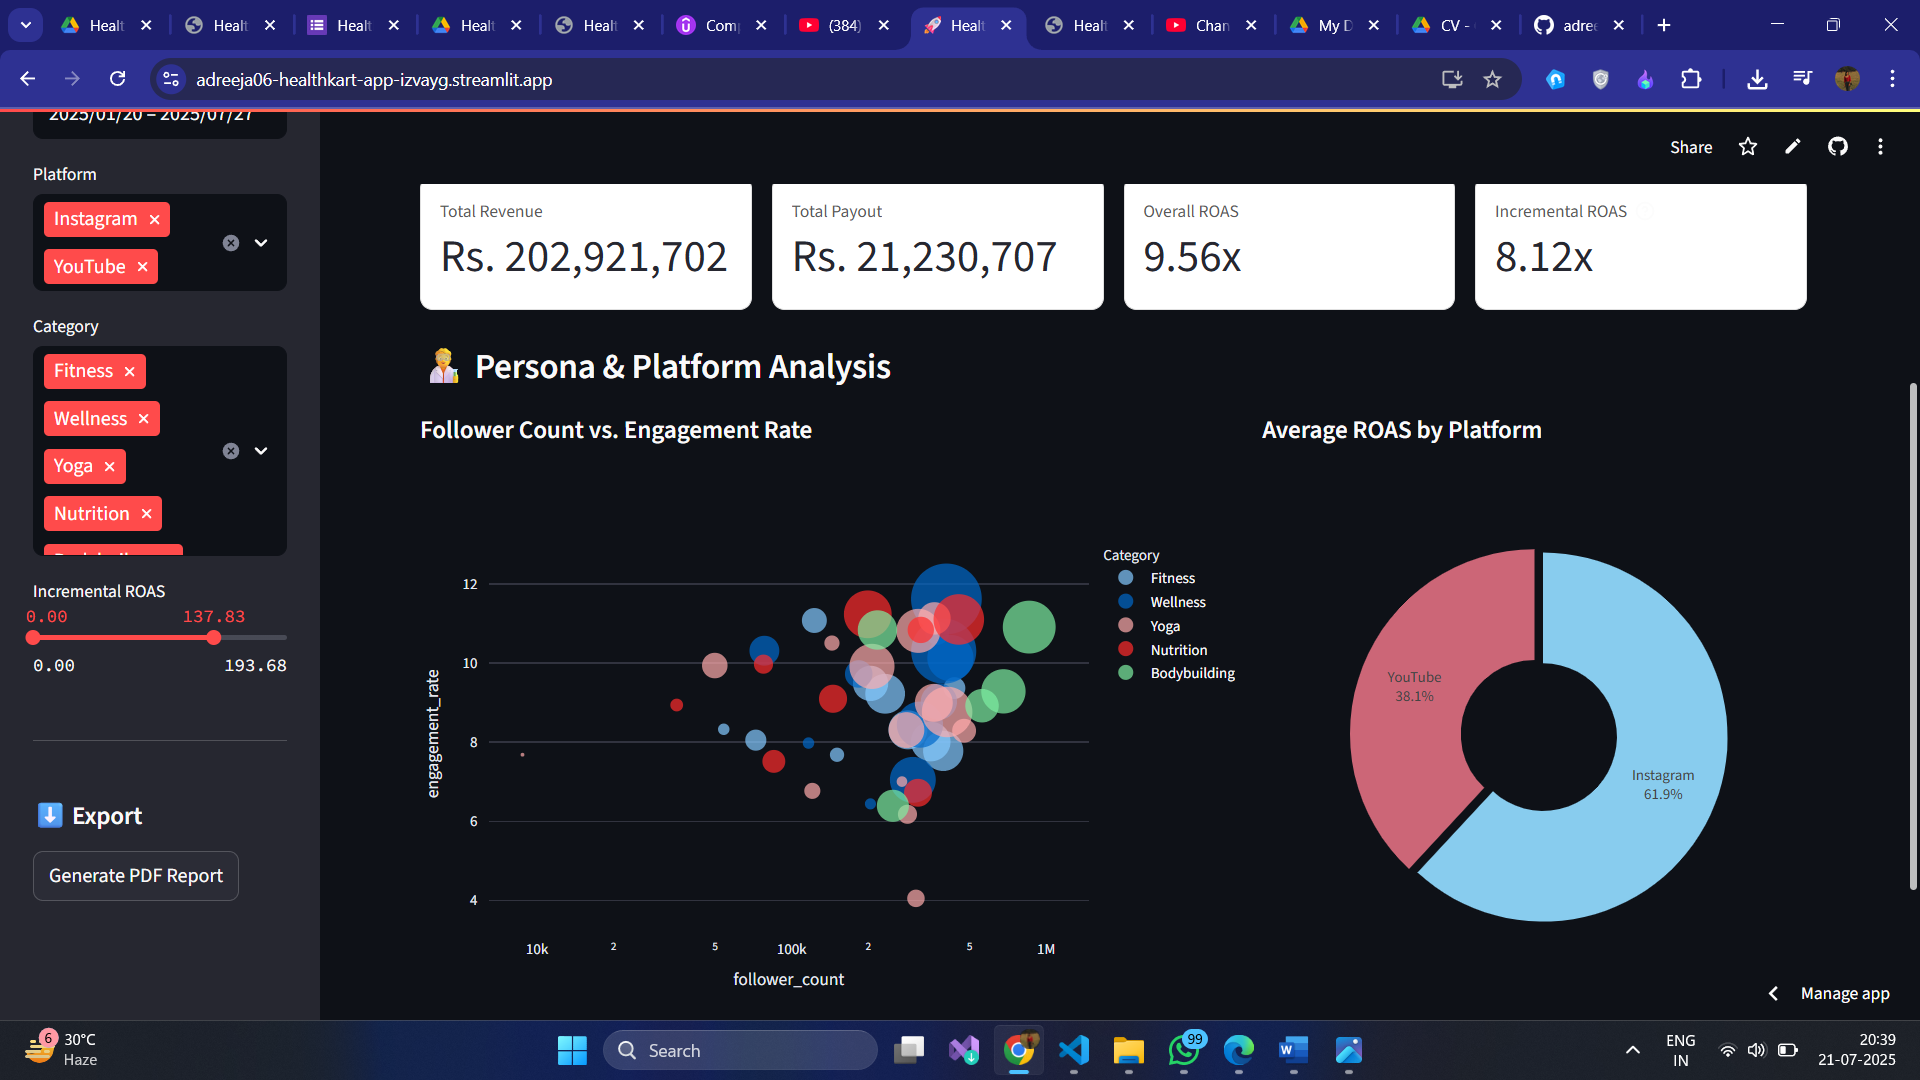 Healt
Healt
Healt
Healt
Healt
Com
(384)
Healt
Healt
Chan
My D
CV -
adree
adreeja06-healthkart-app-izvayg.streamlit.app
2025/01/20 – 2025/07/27
Platform
Instagram
YouTube
Category
Fitness
Wellness
Yoga
Nutrition
Incremental ROAS
0.00 137.83
0.00 193.68
Export
Generate PDF Report
Share
Total Revenue
Rs. 202,921,702
Total Payout
Rs. 21,230,707
Overall ROAS
9.56x
Incremental ROAS
8.12x
Persona & Platform Analysis
Follower Count vs. Engagement Rate
12
10
8
6
4
engagement_rate
10k 2 5 100k 2 5 1M
follower_count
Category
Fitness
Wellness
Yoga
Nutrition
Bodybuilding
Average ROAS by Platform
YouTube
38.1%
Instagram
61.9%
Manage app
6
30°C
Haze
Search
99
ENG
IN
20:39
21-07-2025